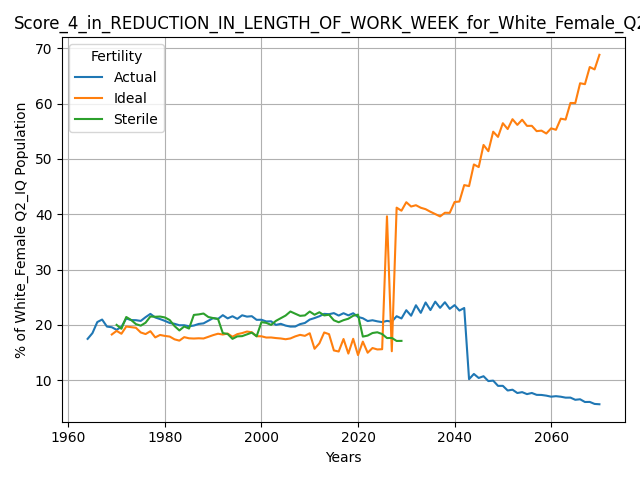 Score_4_in_REDUCTION_IN_LENGTH_OF_WORK_WEEK_for_White_Female_Q2
70
60
50
40
30
20
10
% of White_Female Q2_IQ Population
Fertility
Actual
Ideal
Sterile
1960 1980 2000 2020 2040 2060
Years